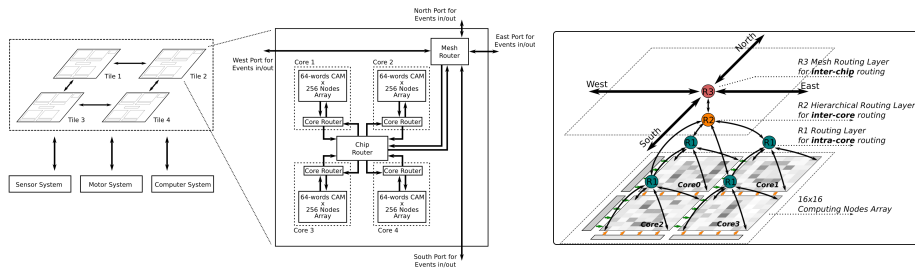 Tile 1
Tile 2
Tile 3
Tile 4
Sensor System
Motor System
Computer System
North Port for
Events in/out
East Port for
Events in/out
West Port for
Events in/out
Mesh
Router
Core 1
Core 2
64-words CAM
x
256 Nodes
Array
64-words CAM
x
256 Nodes
Array
Core Router
Core Router
Chip
Router
Core Router
Core Router
64-words CAM
x
256 Nodes
Array
64-words CAM
x
256 Nodes
Array
Core 3
Core 4
South Port for
Events in/out
North
West
East
South
R3
R2
R1
R1
R1
R1
Core0
Core1
Core2
Core3
R3 Mesh Routing Layer
for inter-chip routing
R2 Hierarchical Routing Layer
for inter-core routing
R1 Routing Layer
for intra-core routing
16x16
Computing Nodes Array